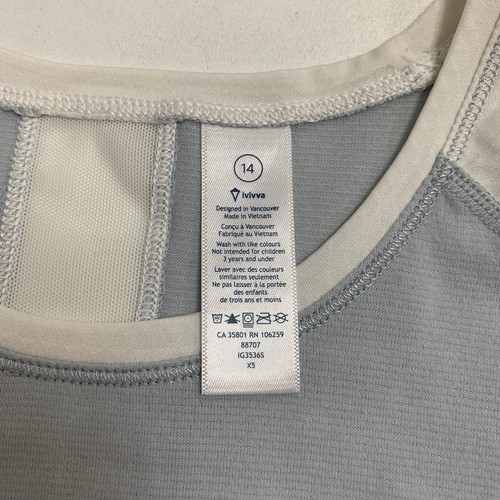 14
ivivva
Designed in Vancouver
Made in Vietnam
Conçu a Vancouver
Fabriqué au Vietnam
Wash with like colours
Not intended for children
3 years and under
Laver avec des couleurs
similaires seulement
Ne pas laisser à la portée
des enfants
de trois ans et moins
CA 35801 RN 106259
88707
IG3536S
X5